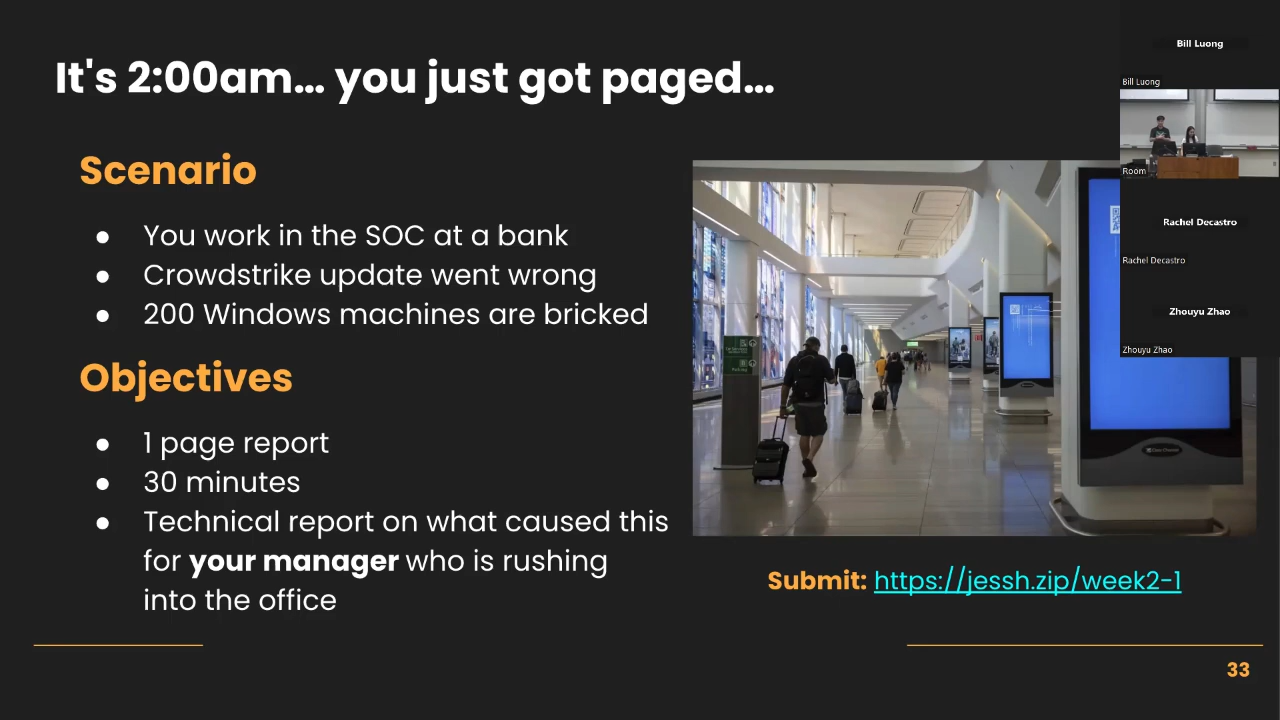 It's 2:00am... you just got paged...
Scenario
● You work in the SOC at a bank
● Crowdstrike update went wrong
● 200 Windows machines are bricked
Objectives
● 1 page report
● 30 minutes
● Technical report on what caused this
for your manager who is rushing
into the office
Submit: https://jessh.zip/week2-1
33
Bill Luong
Bill Luong
Room
Rachel Decastro
Rachel Decastro
Zhouyu Zhao
Zhouyu Zhao